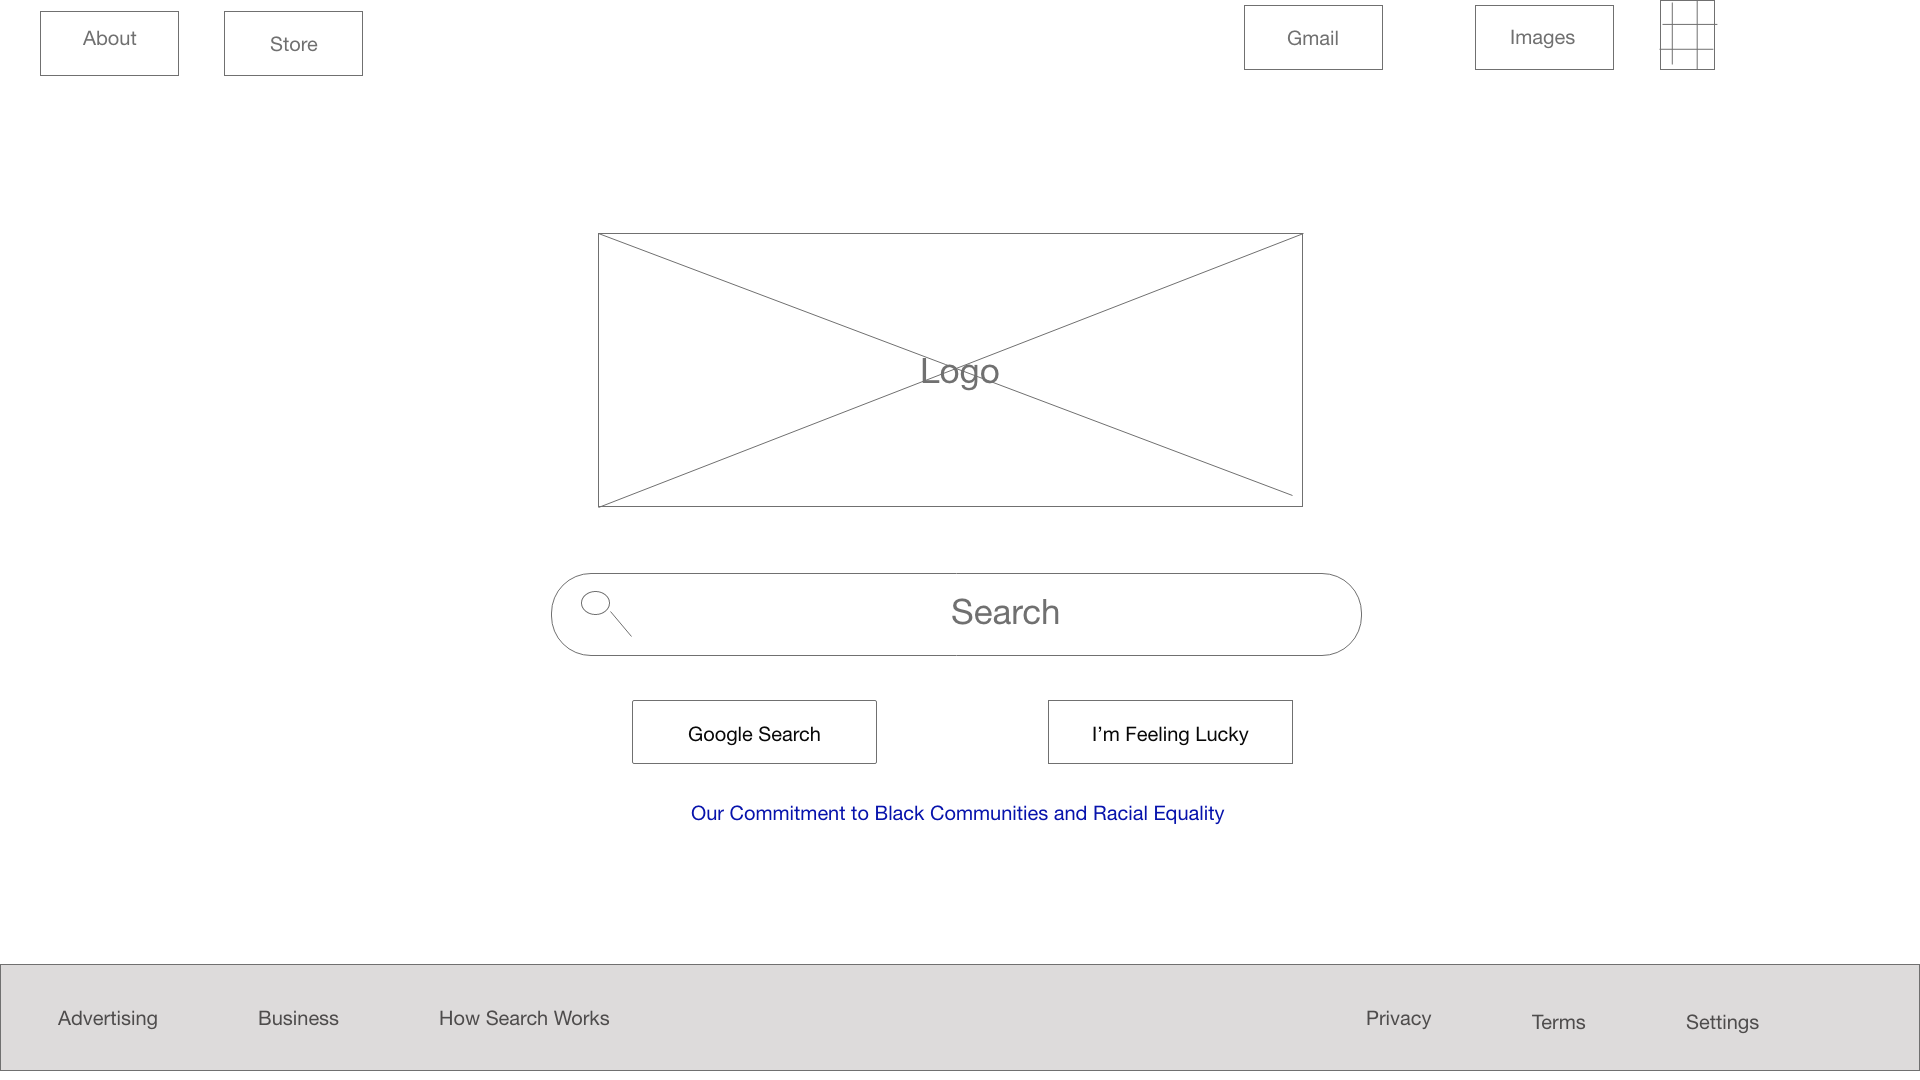 About
Store
Gmail
Images
Logo
Search
Google Search
I’m Feeling Lucky
Our Commitment to Black Communities and Racial Equality
Advertising
Business
How Search Works
Privacy
Terms
Settings